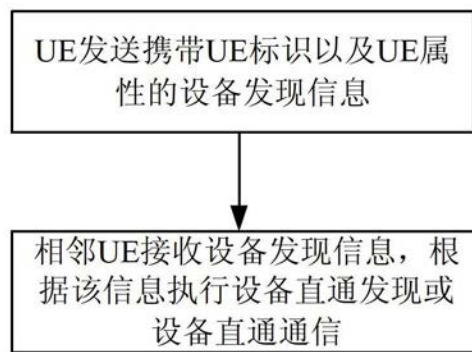 UE发送携带UE标识以及UE属
性的设备发现信息
相邻UE接收设备发现信息，根
据该信息执行设备直通发现或
设备直通通信